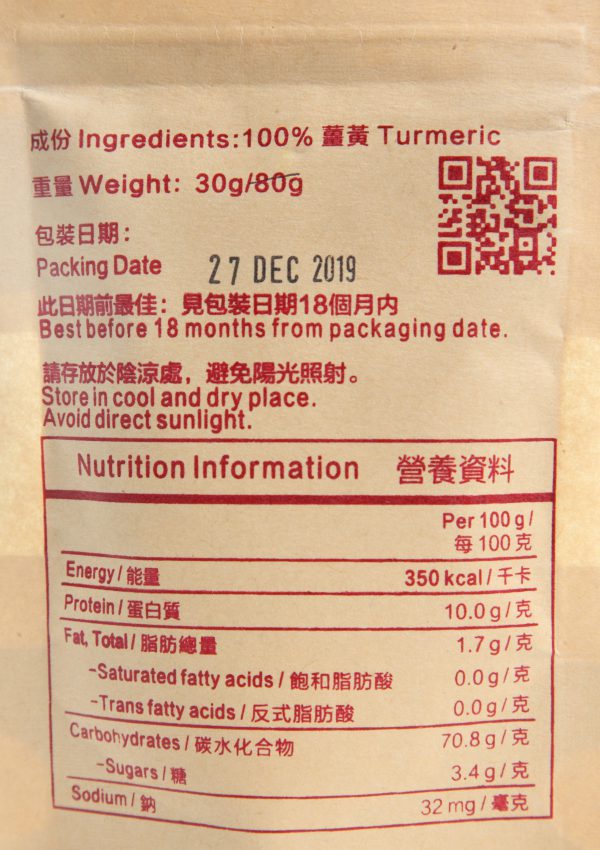 成份 Ingredients:100% 薑黃 Turmeric
重量 Weight: 30g/80g
包裝日期：
Packing Date 27 DEC 2019
此日期前最佳：見包裝日期18個月內
Best before 18 months from packaging date.
請存放於陰涼處，避免陽光照射。
Store in cool and dry place.
Avoid direct sunlight.
Nutrition Information 營養資料
Per 100 g/
每 100 克
Energy / 能量 350 kcal / 千卡
Protein / 蛋白質 10.0 g / 克
Fat, Total / 脂肪總量 1.7 g / 克
-Saturated fatty acids / 飽和脂肪酸 0.0 g / 克
-Trans fatty acids / 反式脂肪酸 0.0 g / 克
Carbohydrates / 碳水化合物 70.8 g / 克
-Sugars / 糖 3.4 g / 克
Sodium / 鈉 32 mg / 毫克